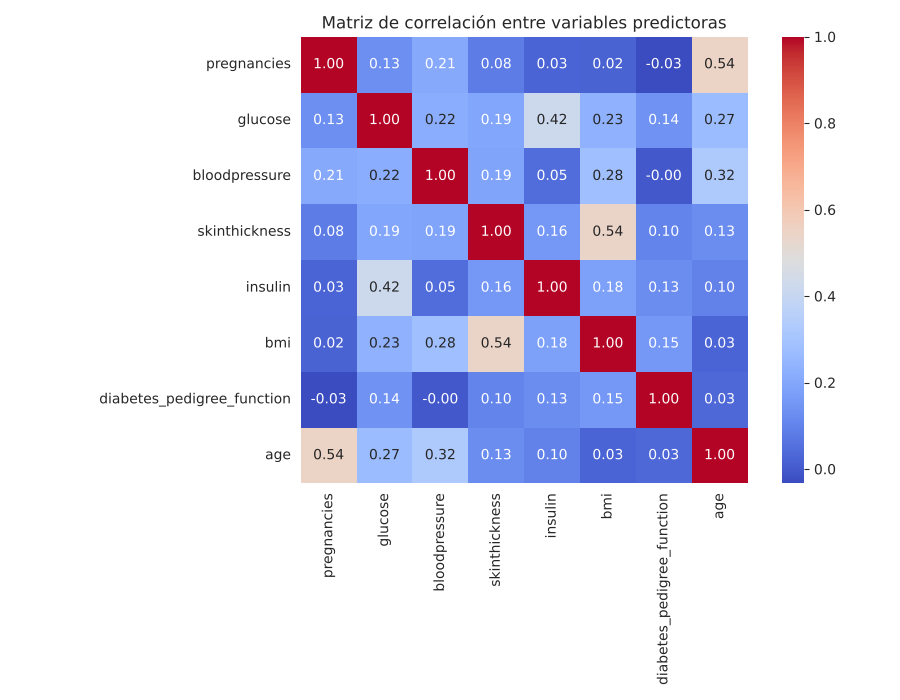 Matriz de correlación entre variables predictoras
pregnancies 1.00 0.13 0.21 0.08 0.03 0.02 -0.03 0.54
glucose 0.13 1.00 0.22 0.19 0.42 0.23 0.14 0.27
bloodpressure 0.21 0.22 1.00 0.19 0.05 0.28 -0.00 0.32
skinthickness 0.08 0.19 0.19 1.00 0.16 0.54 0.10 0.13
insulin 0.03 0.42 0.05 0.16 1.00 0.18 0.13 0.10
bmi 0.02 0.23 0.28 0.54 0.18 1.00 0.15 0.03
diabetes_pedigree_function -0.03 0.14 -0.00 0.10 0.13 0.15 1.00 0.03
age 0.54 0.27 0.32 0.13 0.10 0.03 0.03 1.00
pregnancies
glucose
bloodpressure
skinthickness
insulin
bmi
diabetes_pedigree_function
age
1.0
0.8
0.6
0.4
0.2
0.0